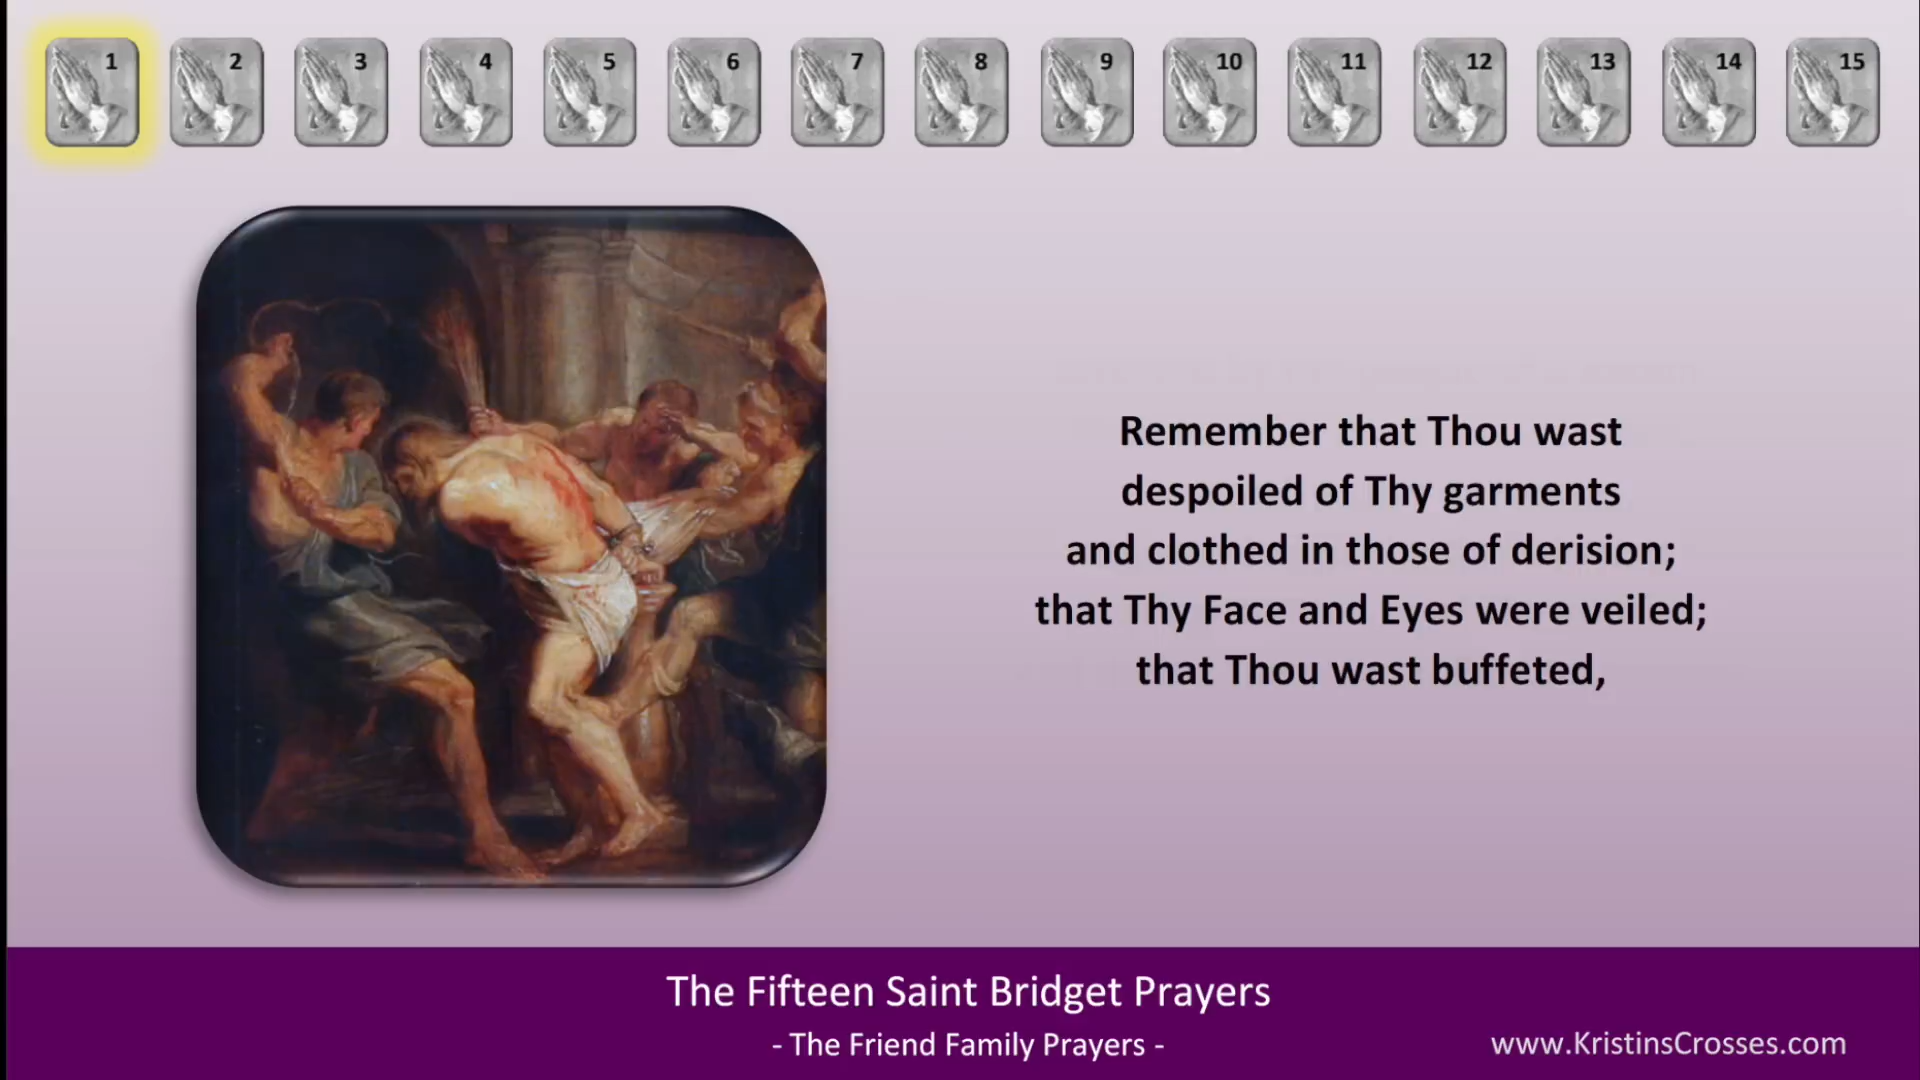 1 2 3 4 5 6 7 8 9 10 11 12 13 14 15
Remember that Thou wast
despoiled of Thy garments
and clothed in those of derision;
that Thy Face and Eyes were veiled;
that Thou wast buffeted,
The Fifteen Saint Bridget Prayers
- The Friend Family Prayers -
www.KristinsCrosses.com